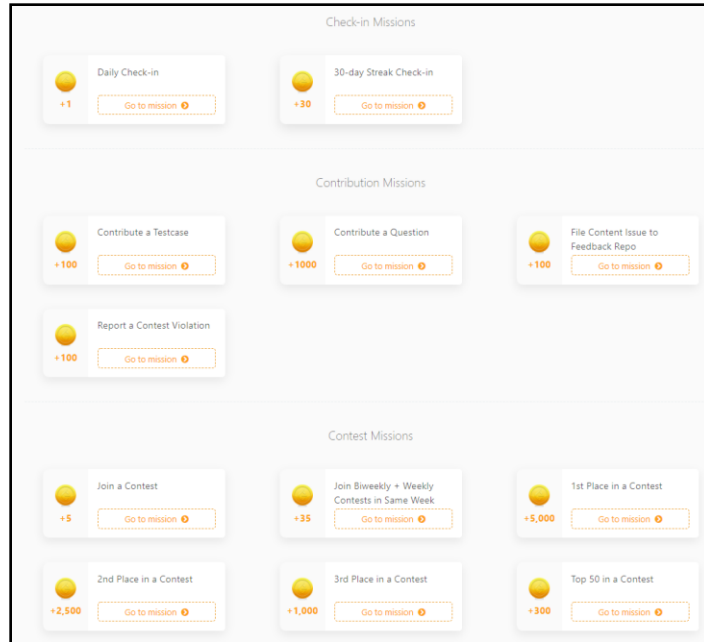 Check-in Missions
Daily Check-in
+1
Go to mission
30-day Streak Check-in
+30
Go to mission
Contribution Missions
Contribute a Testcase
+100
Go to mission
Contribute a Question
+1000
Go to mission
File Content Issue to
Feedback Repo
+100
Go to mission
Report a Contest Violation
+100
Go to mission
Contest Missions
Join a Contest
+5
Go to mission
Join Biweekly + Weekly
Contests in Same Week
+35
Go to mission
1st Place in a Contest
+5,000
Go to mission
2nd Place in a Contest
+2,500
Go to mission
3rd Place in a Contest
+1,000
Go to mission
Top 50 in a Contest
+300
Go to mission